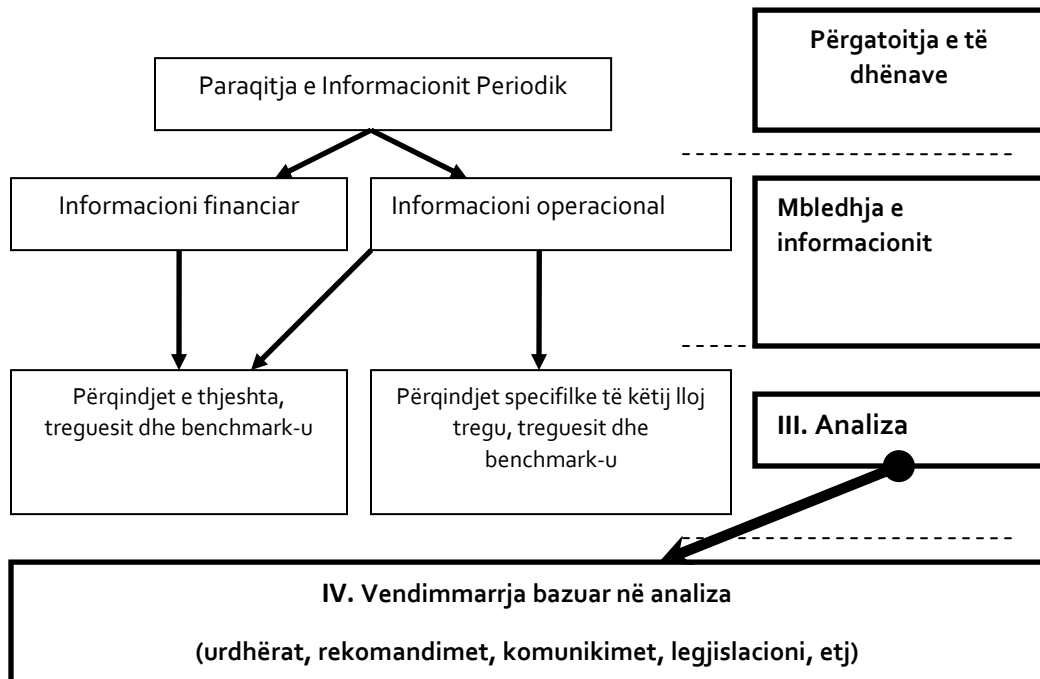 Përgatoitja e të
dhënave
Paraqitja e Informacionit Periodik
Informacioni financiar
Informacioni operacional
Mbledhja e
informacionit
Përqindjet e thjeshta,
treguesit dhe benchmark-u
Përqindjet specifilke të këtij lloj
tregu, treguesit dhe
benchmark-u
III. Analiza
IV. Vendimmarrja bazuar në analiza
(urdhërat, rekomandimet, komunikimet, legjislacioni, etj)